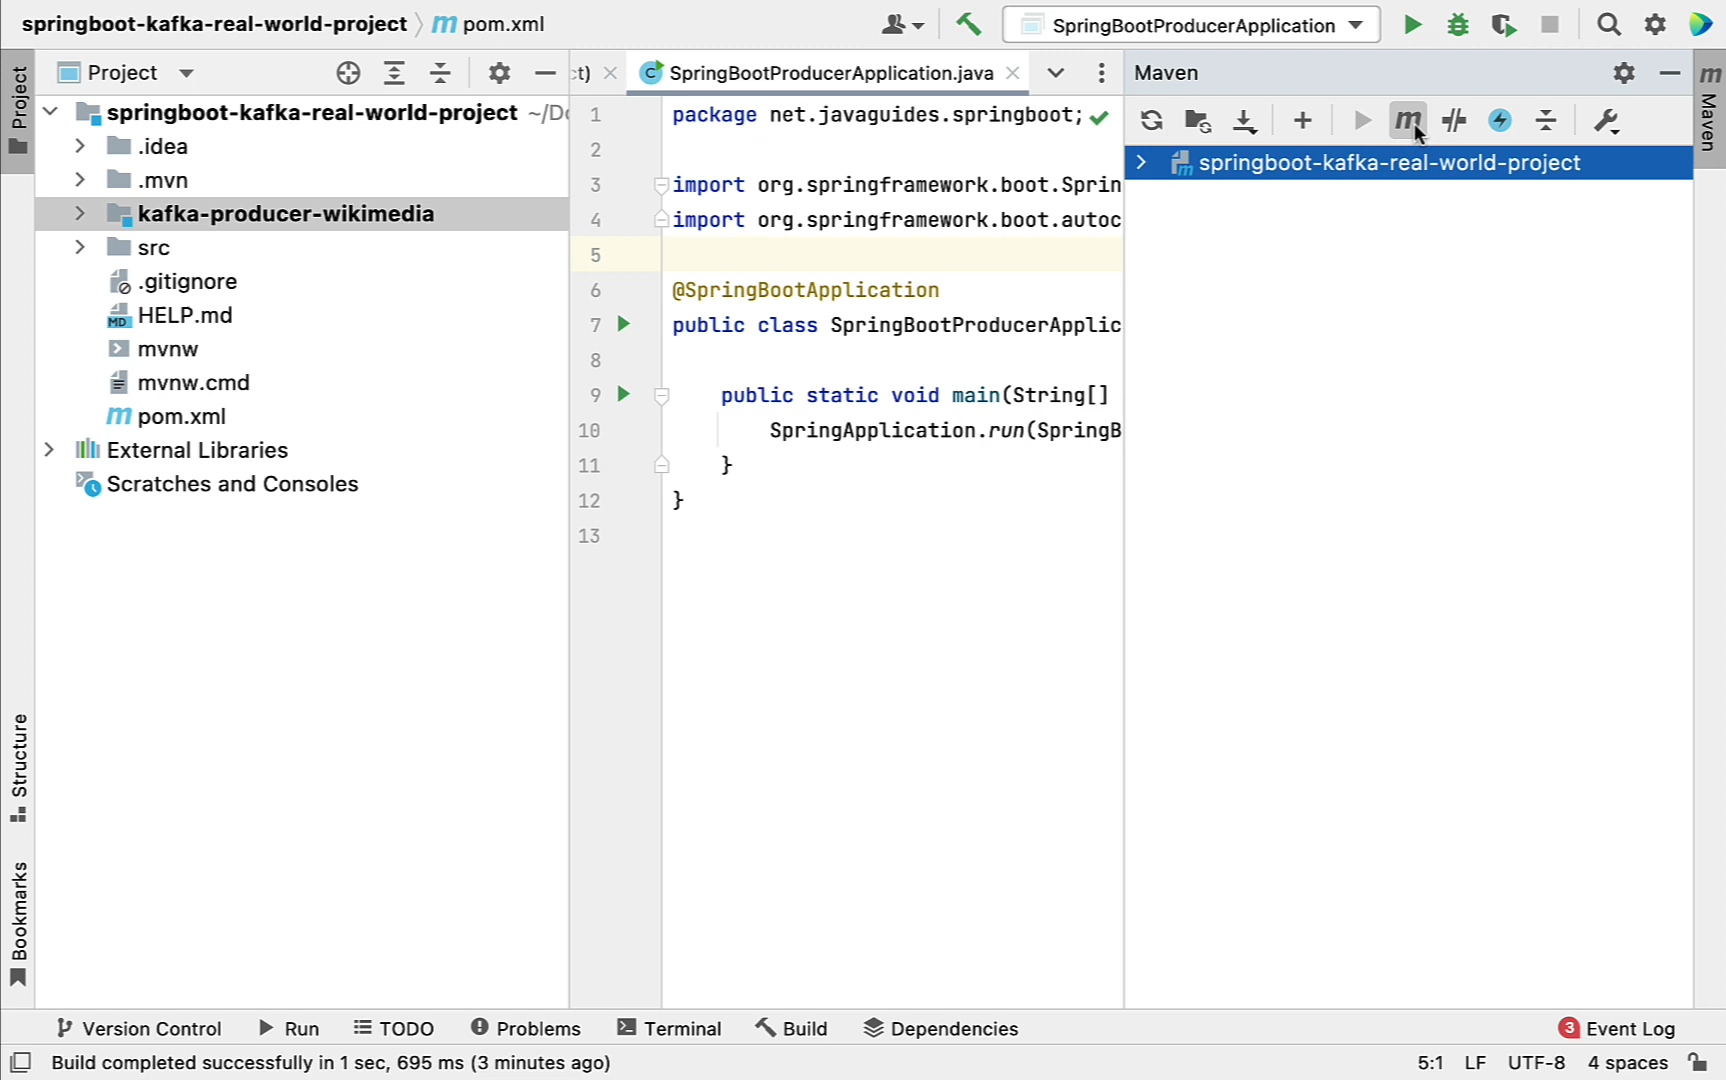 springboot-kafka-real-world-project pom.xml
SpringBootProducerApplication
Project
Project
ct)
SpringBootProducerApplication.java
Maven
Maven
springboot-kafka-real-world-project ~/Do
.idea
.mvn
kafka-producer-wikimedia
src
.gitignore
HELP.md
mvnw
mvnw.cmd
pom.xml
External Libraries
Scratches and Consoles
1 package net.javaguides.springboot;
2
3 import org.springframework.boot.Sprin
4 import org.springframework.boot.autoc
5
6 @SpringBootApplication
7 public class SpringBootProducerApplic
8
9 public static void main(String[]
10 SpringApplication.run(SpringB
11 }
12 }
13
springboot-kafka-real-world-project
Structure
Bookmarks
Version Control Run TODO Problems Terminal Build Dependencies 3 Event Log
Build completed successfully in 1 sec, 695 ms (3 minutes ago) 5:1 LF UTF-8 4 spaces